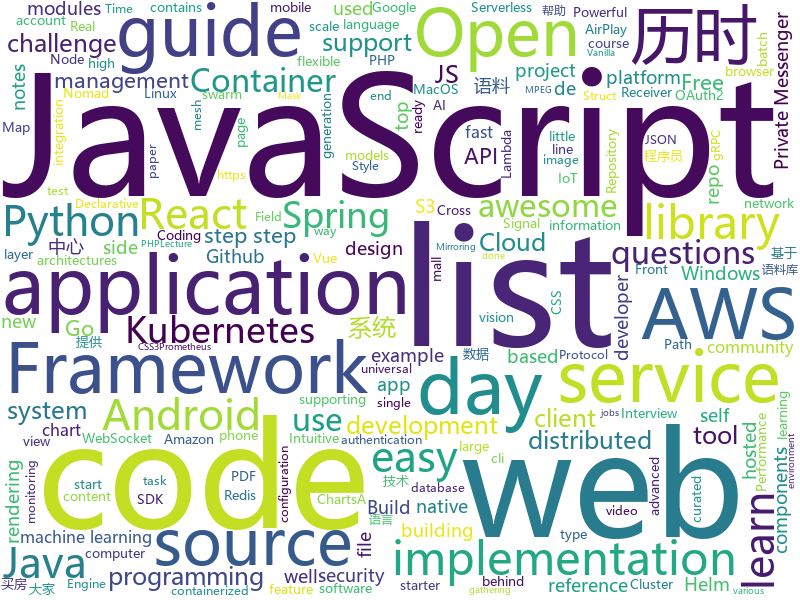 modules account Real contains Time Google mobile Serverless 帮助 Powerful
challenge guide used language scale flexible PHP Open 历时 AirPlay batch Vanilla
Node high JavaScript support course browser
notes management Container JS 语料 project Free Private Messenger
Nomad MacOS Linux swarm API top de platform Receiver OAuth2
Map integration mesh end AI fast ready MPEG Struct
paper generation line little Lambda JSON 程序员
Style page https models image IoT Repository gRPC
test Declarative React Spring awesome S3 Cross library network
Python Coding Field step step Signal information
中心 side way design Cloud mall Mirroring Front questions 基于
layer architectures Github Vue PHPLecture done developer Windows 语料库
new Go application list CSS vision AWS
提供 CSS3Prometheus Kubernetes 系统 example 数据 based Protocol Path community
Framework universal supporting single app day service jobs self
system Android use development client Interview view learning
chart WebSocket Amazon phone Intuitive authentication tool large hosted Performance
rendering monitoring code easy cli distributed web learn components
start task PDF SDK Redis configuration ChartsA 技术 database content
source Build native type advanced curated
Java machine learning file 语言 building implementation video environment
买房 大家 computer programming well security starter reference Helm
Engine containerized feature software behind gathering Cluster various